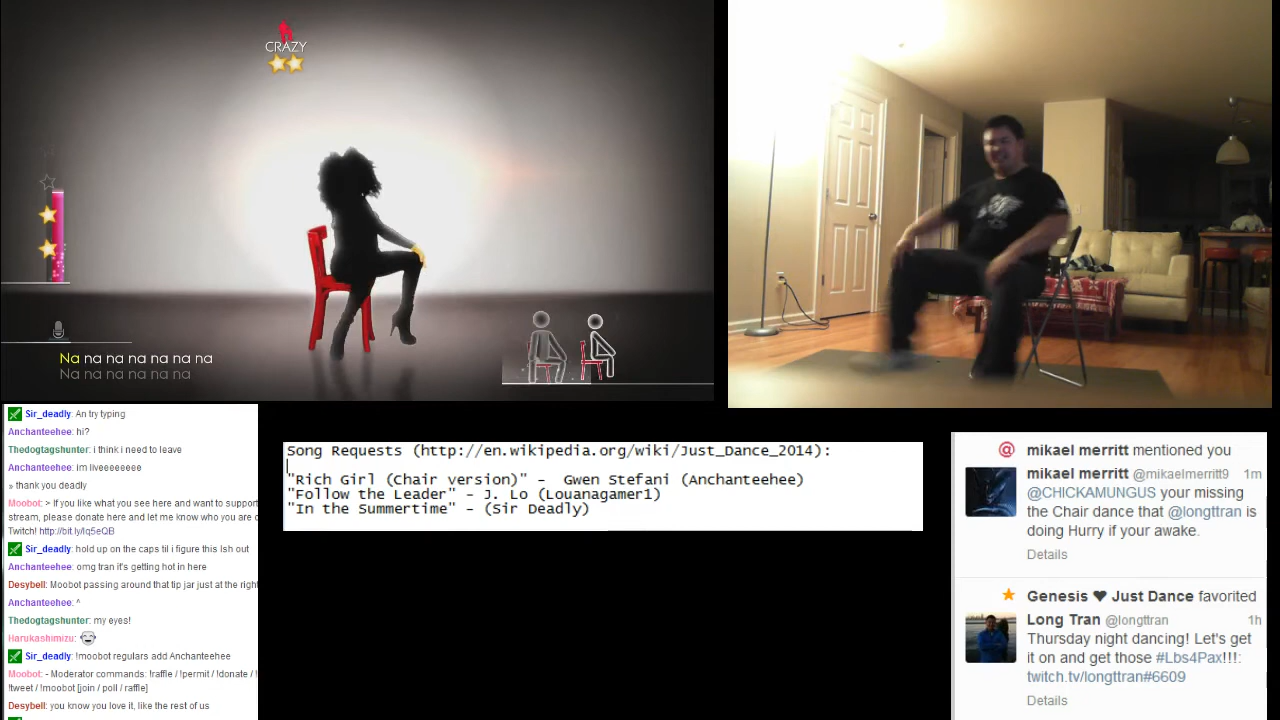 CRAZY
Na na na na na na na
Na na na na na na na
Sir_deadly: An try typing
Anchanteehee: hi?
Thedogtagshunter: i think i need to leave
Anchanteehee: im liveeeeeeee
» thank you deadly
Moobot: > If you like what you see here and want to support
stream, please donate here and let me know who you are o
Twitch! http://bit.ly/Iq5eQB
Sir_deadly: hold up on the caps til i figure this Ish out
Anchanteehee: omg tran it's getting hot in here
Desybell: Moobot passing around that tip jar just at the right
Anchanteehee: ^
Thedogtagshunter: my eyes!
Harukashimizu:
Sir_deadly: !moobot regulars add Anchanteehee
Moobot: - Moderator commands: !raffle / !permit / !donate / !
!tweet / !moobot [join / poll / raffle]
Desybell: you know you love it, like the rest of us
Song Requests (http://en.wikipedia.org/wiki/Just_Dance_2014):
"Rich Girl (Chair version)" -  Gwen Stefani (Anchanteehee)
"Follow the Leader" - J. Lo (Louanagamer1)
"In the Summertime" - (Sir Deadly)
@ mikael merritt mentioned you
mikael merritt @mikaelmerritt9 1m
@CHICKAMUNGUS your missing
the Chair dance that @longttran is
doing Hurry if your awake.
Details
Genesis ♥ Just Dance favorited
Long Tran @longttran 1h
Thursday night dancing! Let's get
it on and get those #Lbs4Pax!!!:
twitch.tv/longttran#6609
Details